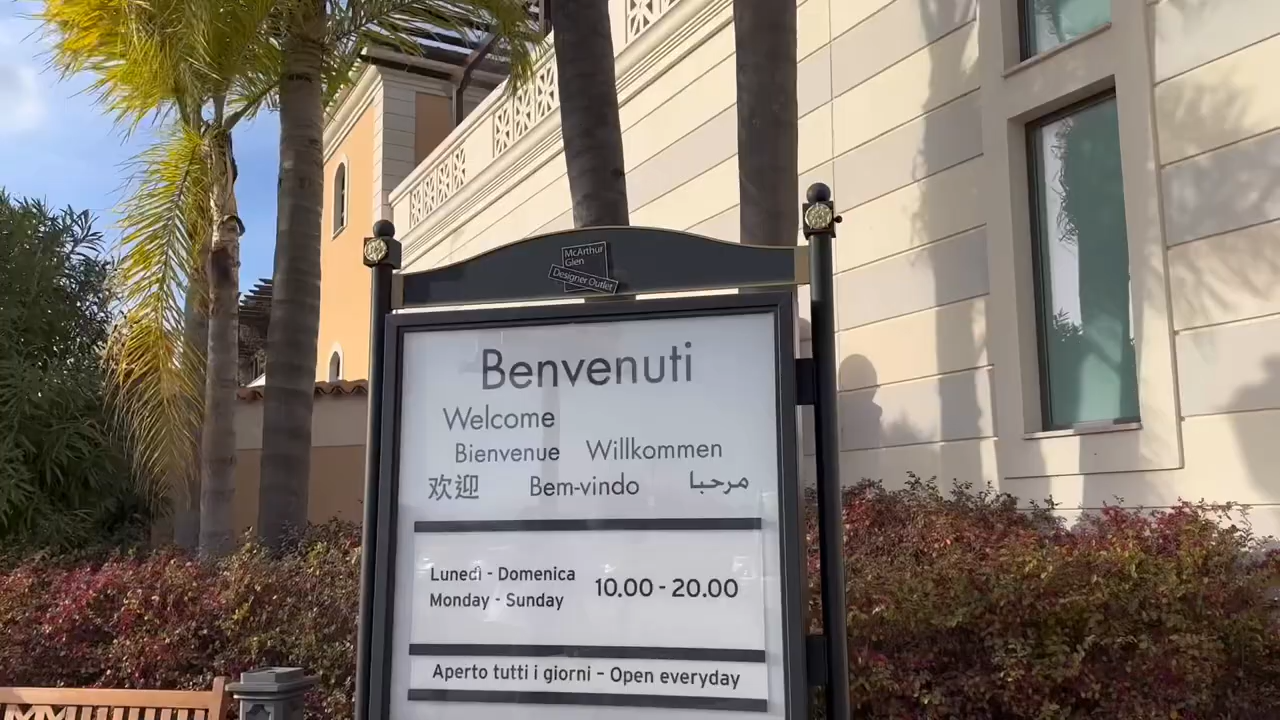 McArthur
Glen
Designer Outlet
Benvenuti
Welcome
Bienvenue Willkommen
欢迎 Bem-vindo مرحبا
Lunedì - Domenica 10.00 - 20.00
Monday - Sunday
Aperto tutti i giorni - Open everyday